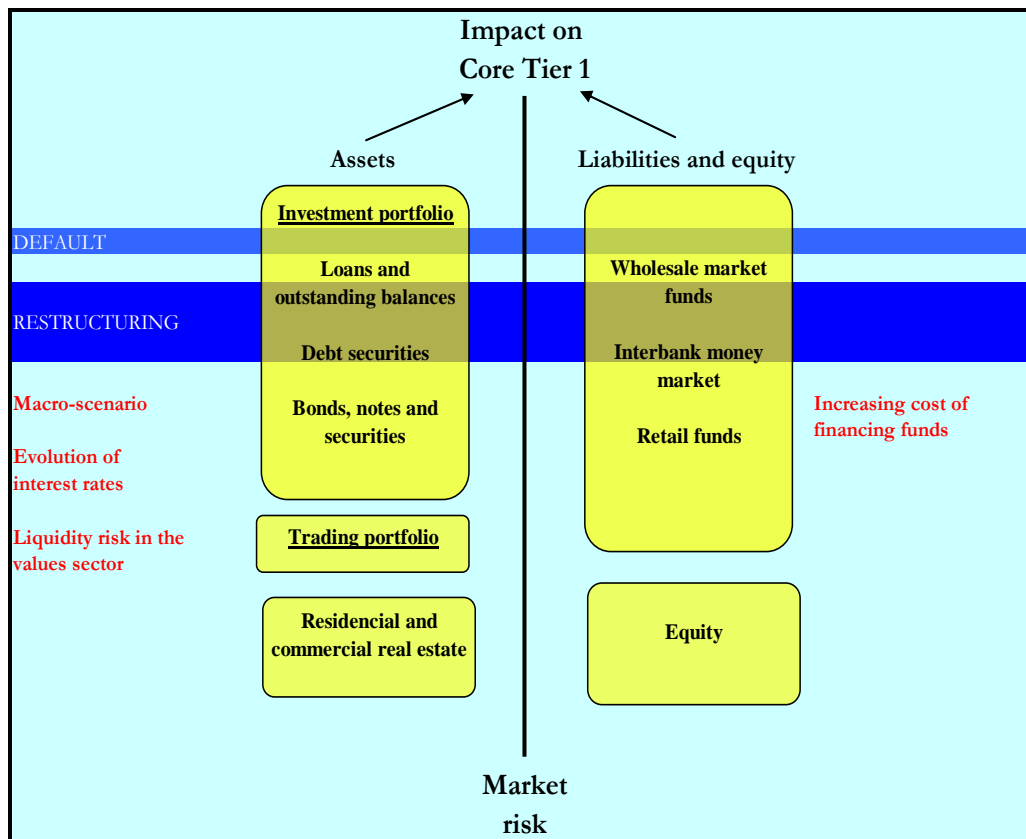 Impact on
Core Tier 1
Assets
Liabilities and equity
Investment portfolio
DEFAULT
Loans and
outstanding balances
Wholesale market
funds
RESTRUCTURING
Debt securities
Interbank money
market
Macro-scenario
Bonds, notes and
securities
Retail funds
Increasing cost of
financing funds
Evolution of
interest rates
Liquidity risk in the
values sector
Trading portfolio
Residencial and
commercial real estate
Equity
Market
risk